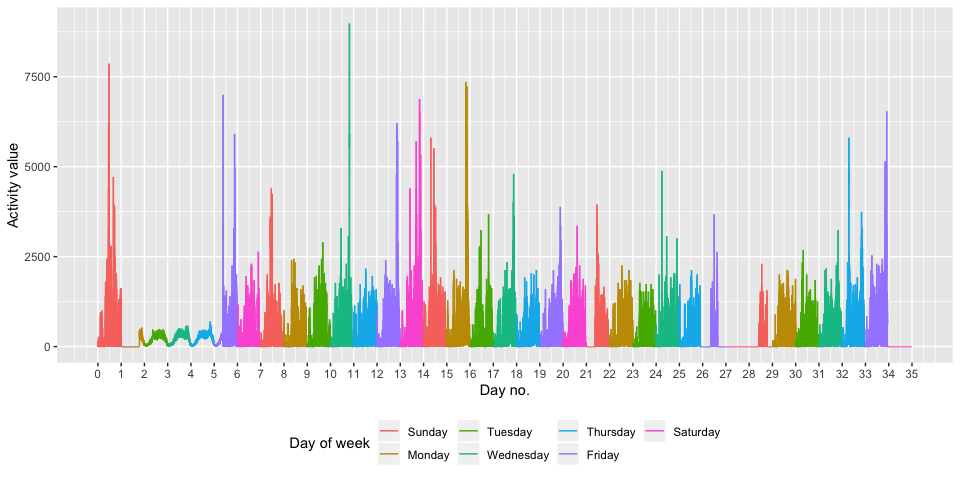 7500
5000
2500
0
Activity value
0 1 2 3 4 5 6 7 8 9 10 11 12 13 14 15 16 17 18 19 20 21 22 23 24 25 26 27 28 29 30 31 32 33 34 35
Day no.
Day of week
Sunday Tuesday Thursday Saturday
Monday Wednesday Friday